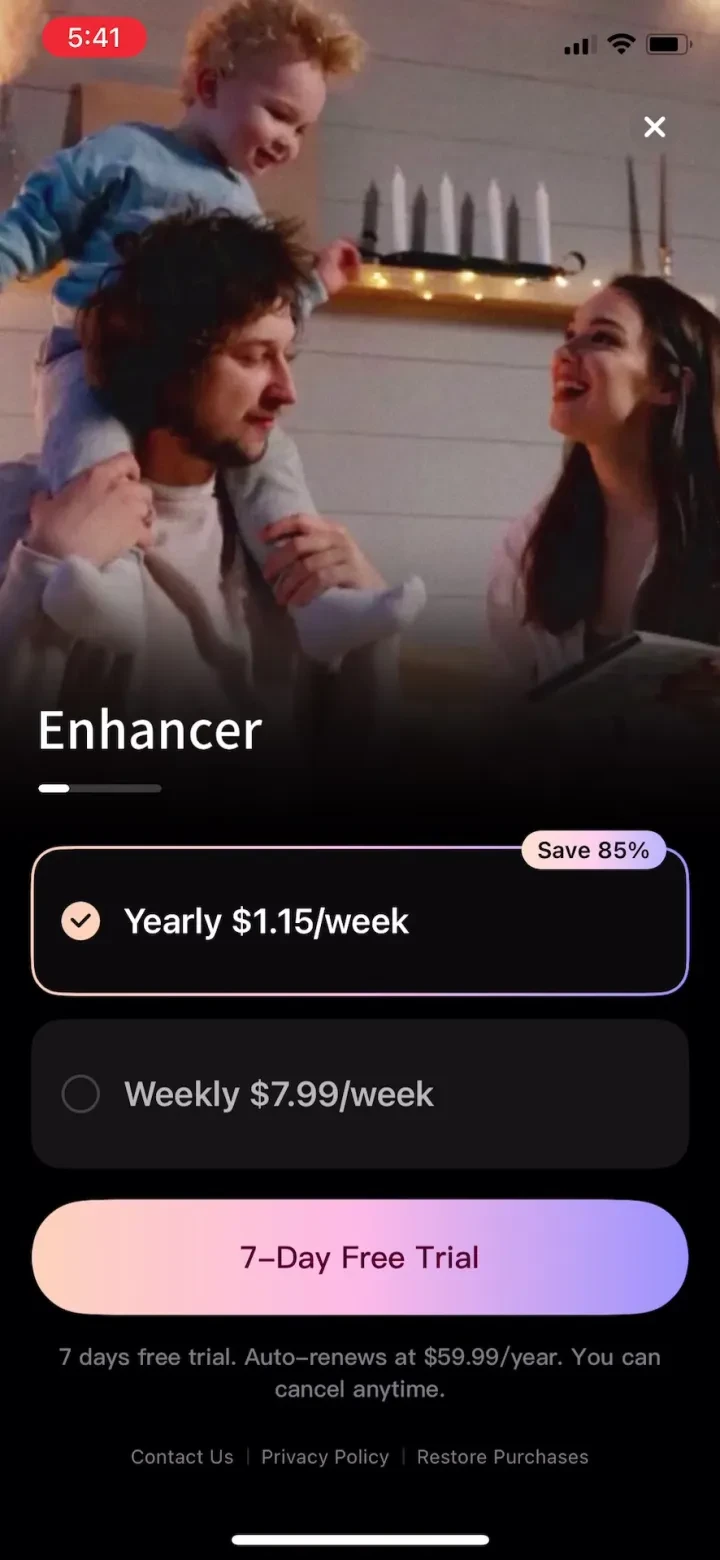 5:41
Enhancer
Save 85%
Yearly $1.15/week
Weekly $7.99/week
7-Day Free Trial
7 days free trial. Auto-renews at $59.99/year. You can
cancel anytime.
Contact Us | Privacy Policy | Restore Purchases